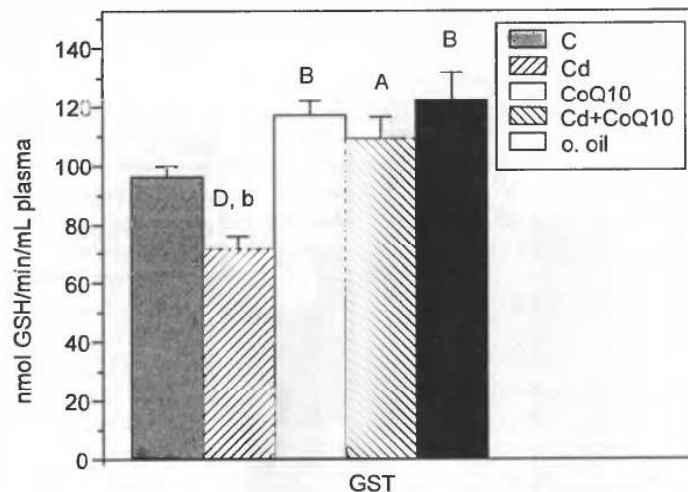 nmol GSH/min/mL plasma
140
120
100
80
60
40
20
0
D, b
B
A
B
C
Cd
CoQ10
Cd+CoQ10
o. oil
GST